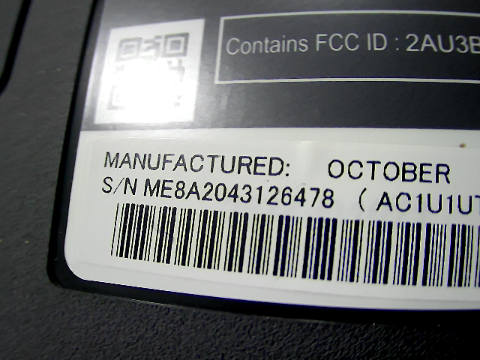 Contains FCC ID : 2AU3B
MANUFACTURED: OCTOBER
S/N ME8A2043126478 ( AC1U1UT